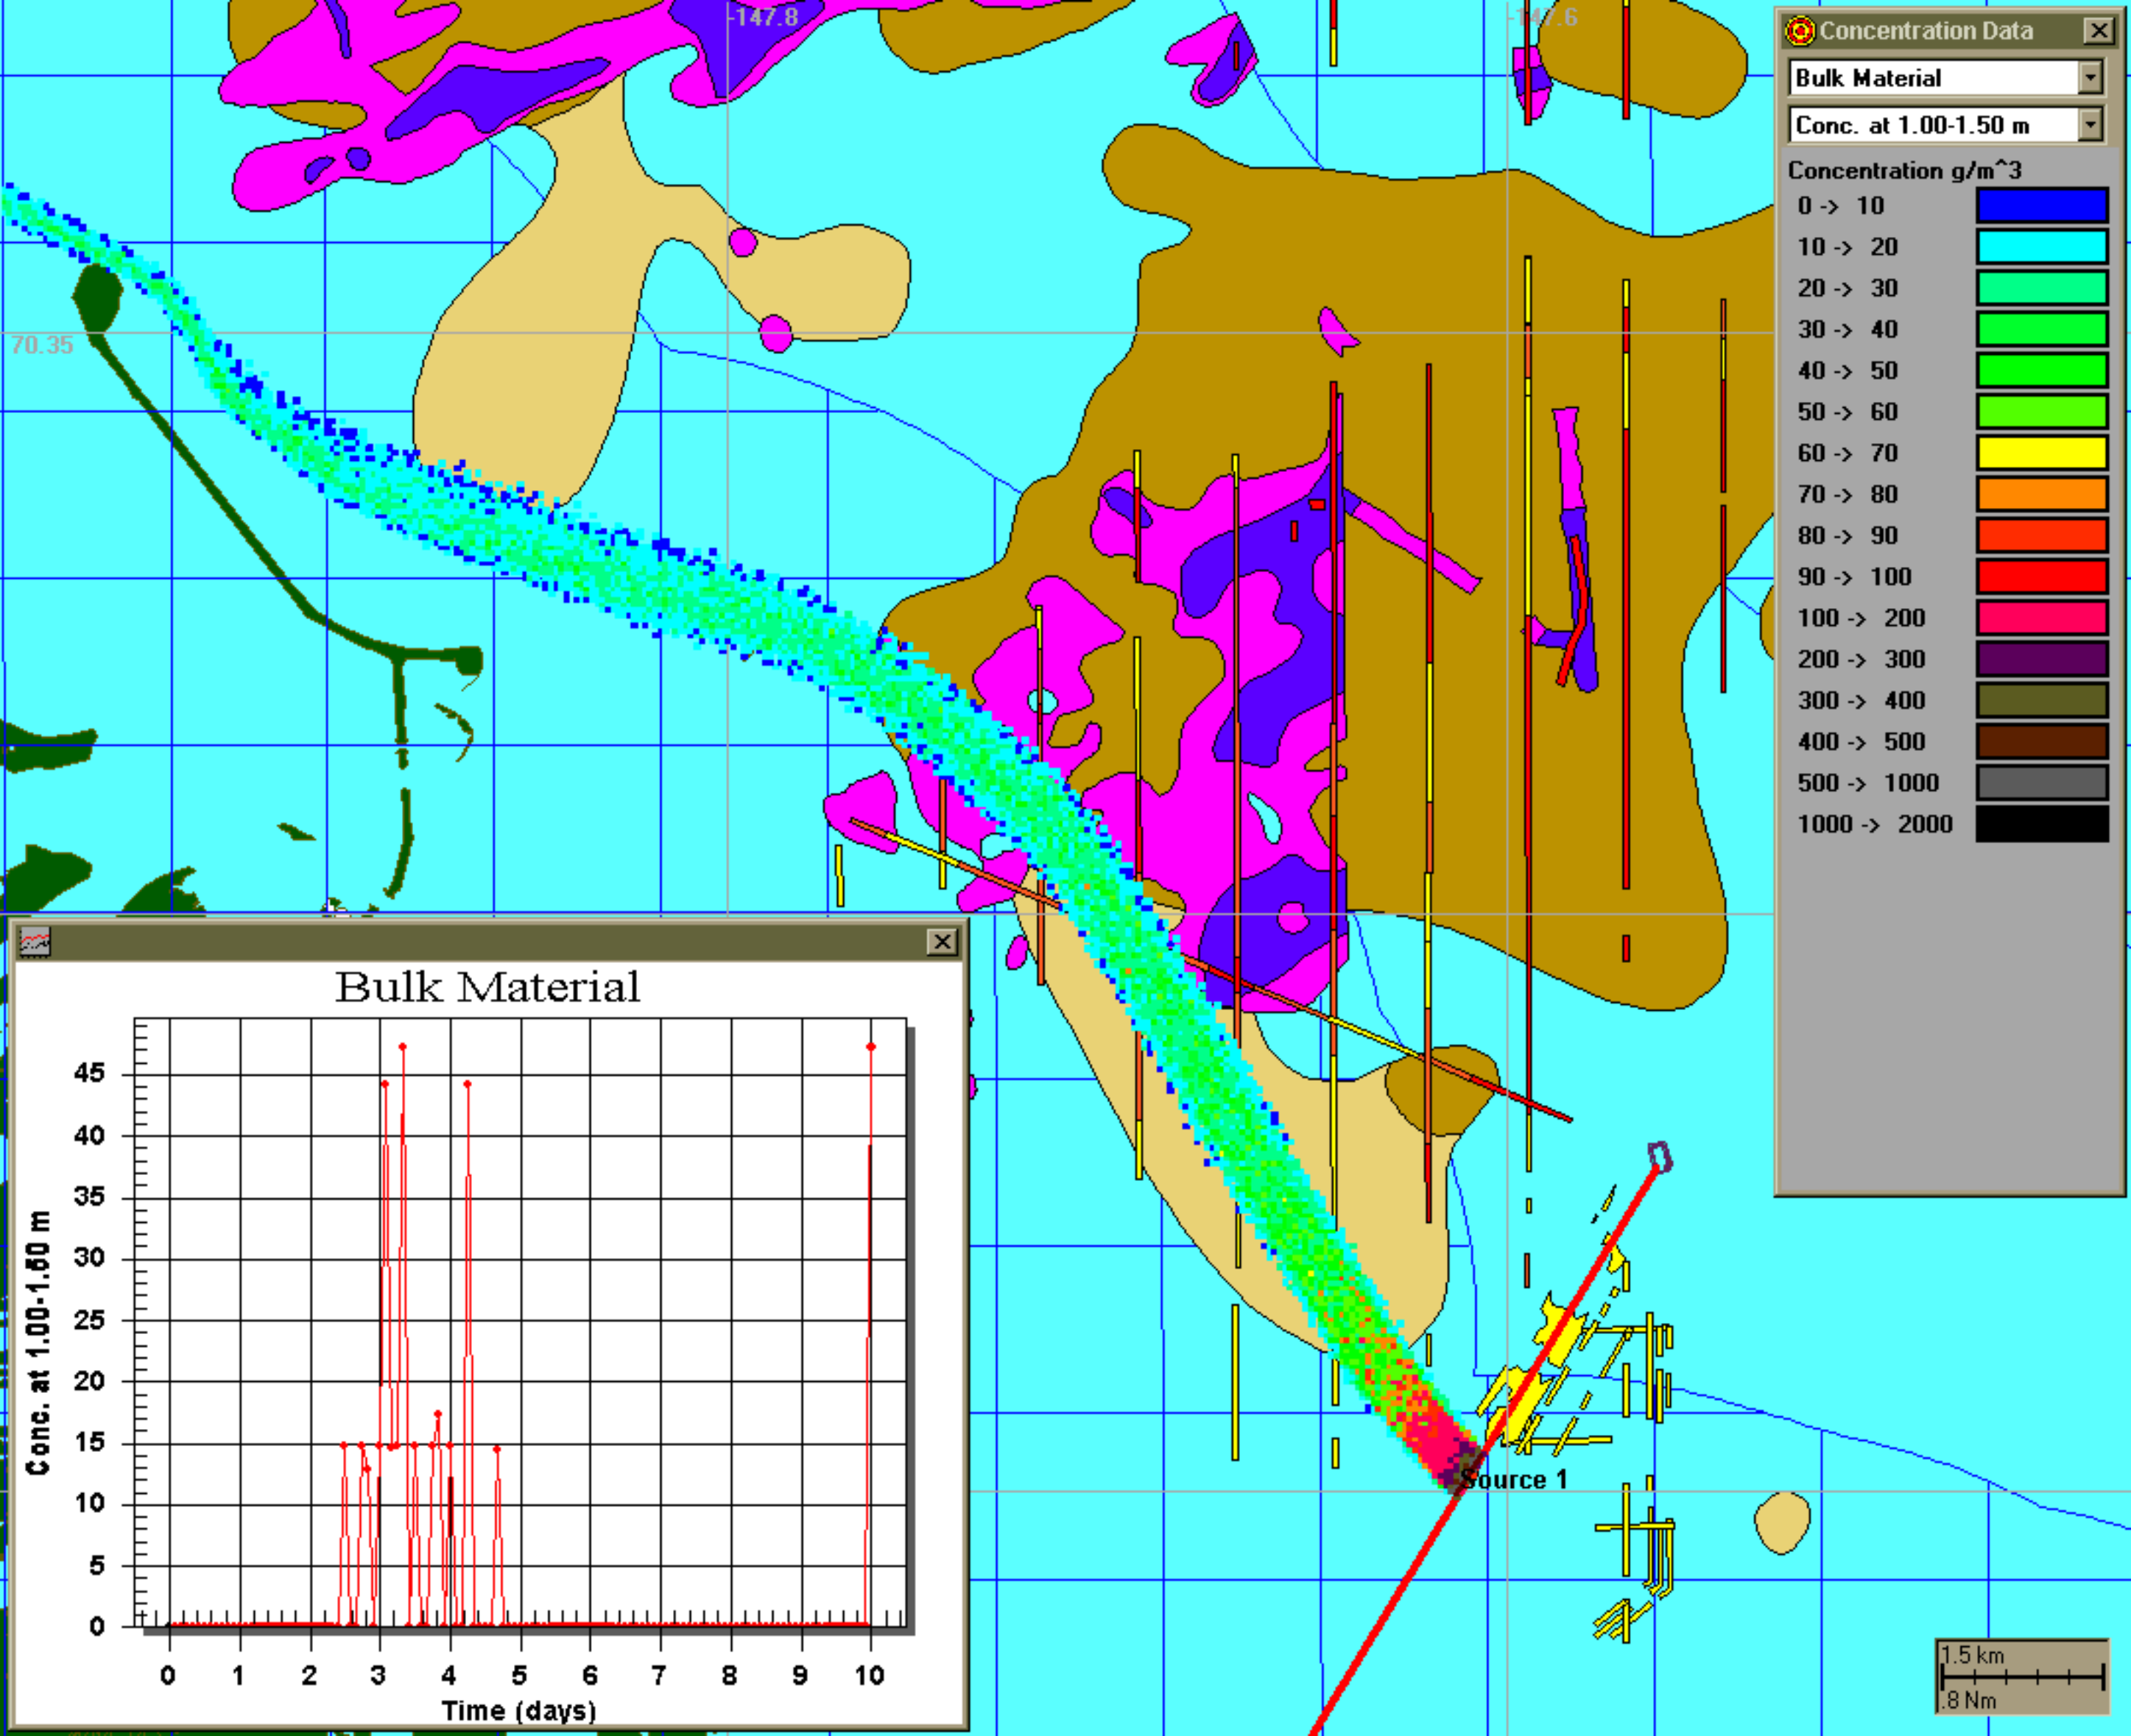 -147.8
-147.6
70.35
Concentration Data
Bulk Material
Conc. at 1.00-1.50 m
Concentration g/m^3
0 -> 10
10 -> 20
20 -> 30
30 -> 40
40 -> 50
50 -> 60
60 -> 70
70 -> 80
80 -> 90
90 -> 100
100 -> 200
200 -> 300
300 -> 400
400 -> 500
500 -> 1000
1000 -> 2000
Bulk Material
Conc. at 1.00-1.50 m
45
40
35
30
25
20
15
10
5
0
0 1 2 3 4 5 6 7 8 9 10
Time (days)
Source 1
1.5 km
.8 Nm